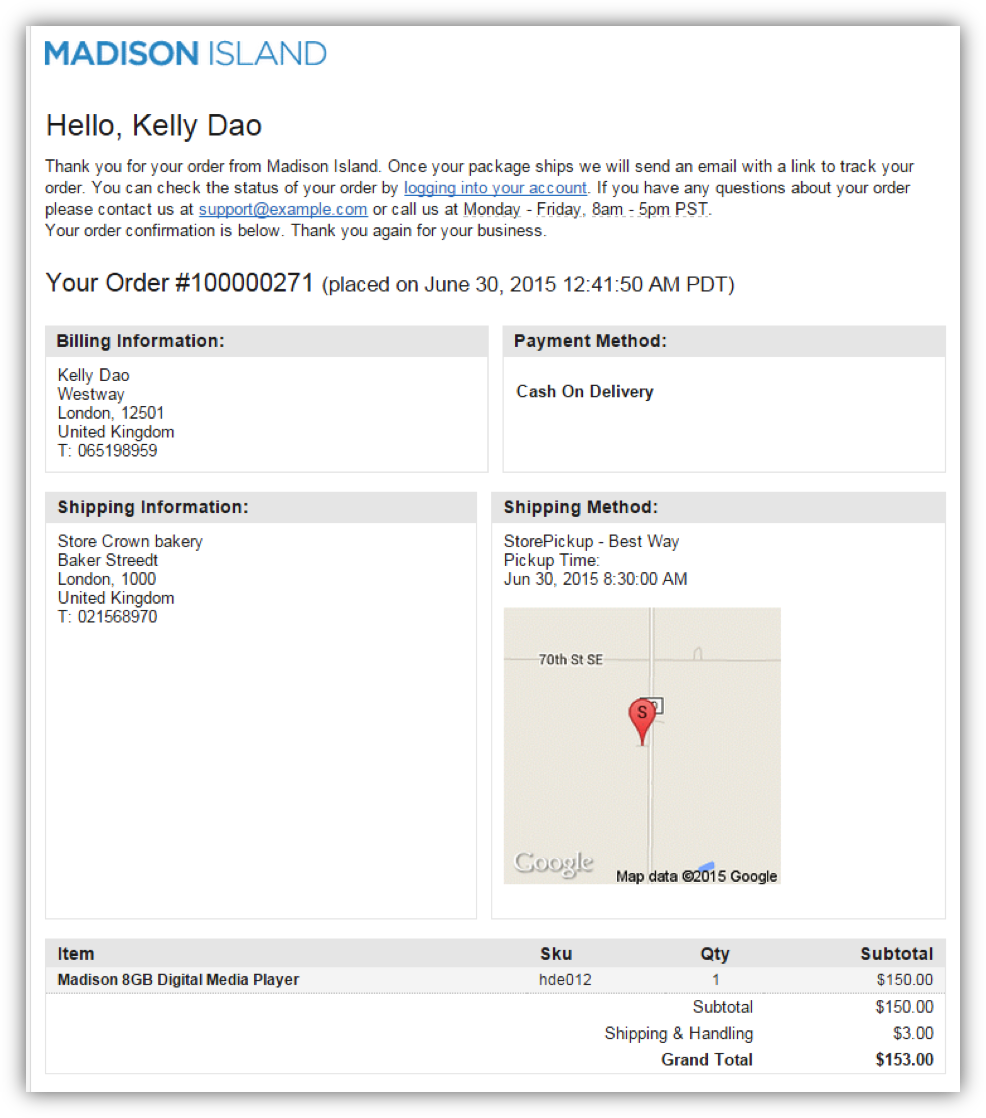 MADISON ISLAND
Hello, Kelly Dao
Thank you for your order from Madison Island. Once your package ships we will send an email with a link to track your
order. You can check the status of your order by logging into your account. If you have any questions about your order
please contact us at support@example.com or call us at Monday - Friday, 8am - 5pm PST.
Your order confirmation is below. Thank you again for your business.
Your Order #100000271 (placed on June 30, 2015 12:41:50 AM PDT)
Billing Information:
Kelly Dao
Westway
London, 12501
United Kingdom
T: 065198959
Payment Method:
Cash On Delivery
Shipping Information:
Store Crown bakery
Baker Streedt
London, 1000
United Kingdom
T: 021568970
Shipping Method:
StorePickup - Best Way
Pickup Time:
Jun 30, 2015 8:30:00 AM
70th St SE
S
Google
Map data ©2015 Google
Item Sku Qty Subtotal
Madison 8GB Digital Media Player hde012 1 $150.00
Subtotal $150.00
Shipping & Handling $3.00
Grand Total $153.00